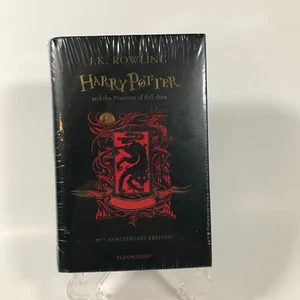 J.K. ROWLING
HARRY POTTER
and the Prisoner of Azkaban
20TH ANNIVERSARY EDITION
BLOOMSBURY